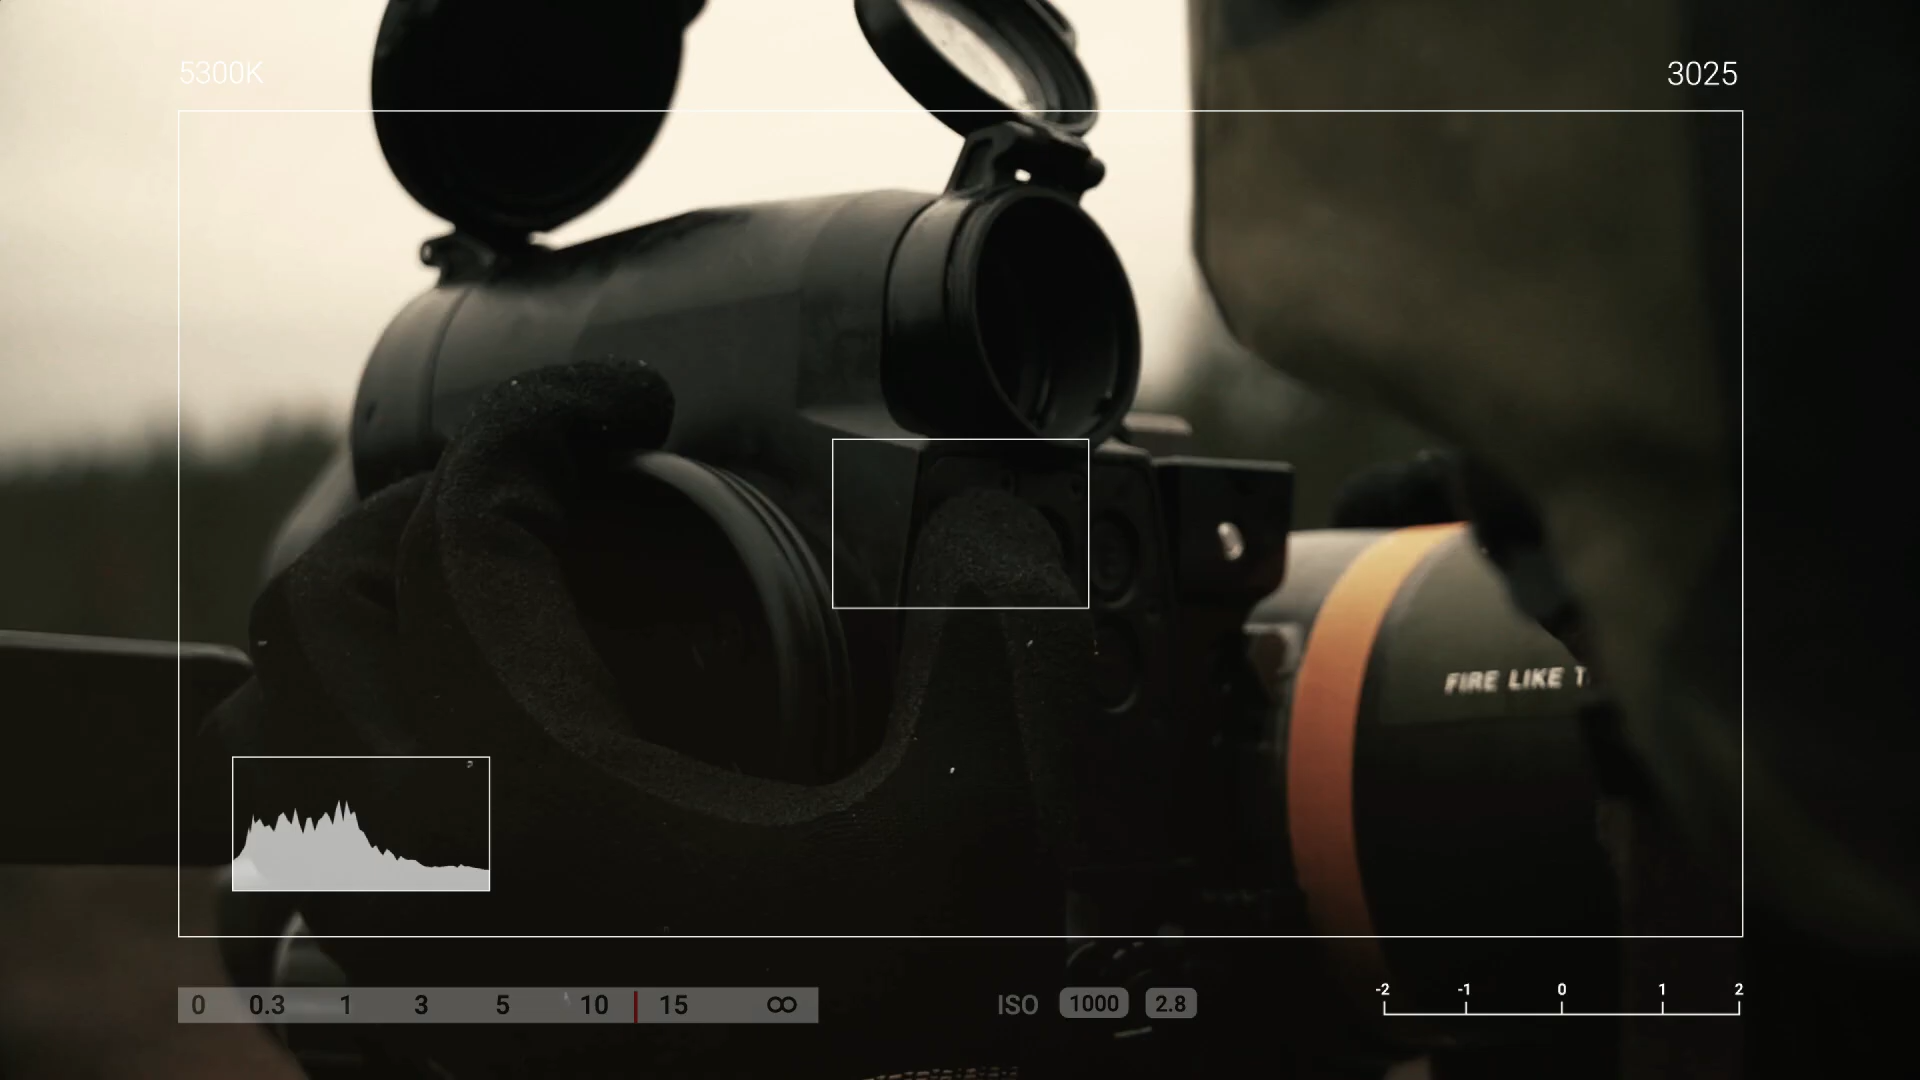 5300K
3025
FIRE LIKE T
0 0.3 1 3 5 10 15 ∞
ISO 1000 2.8
-2 -1 0 1 2